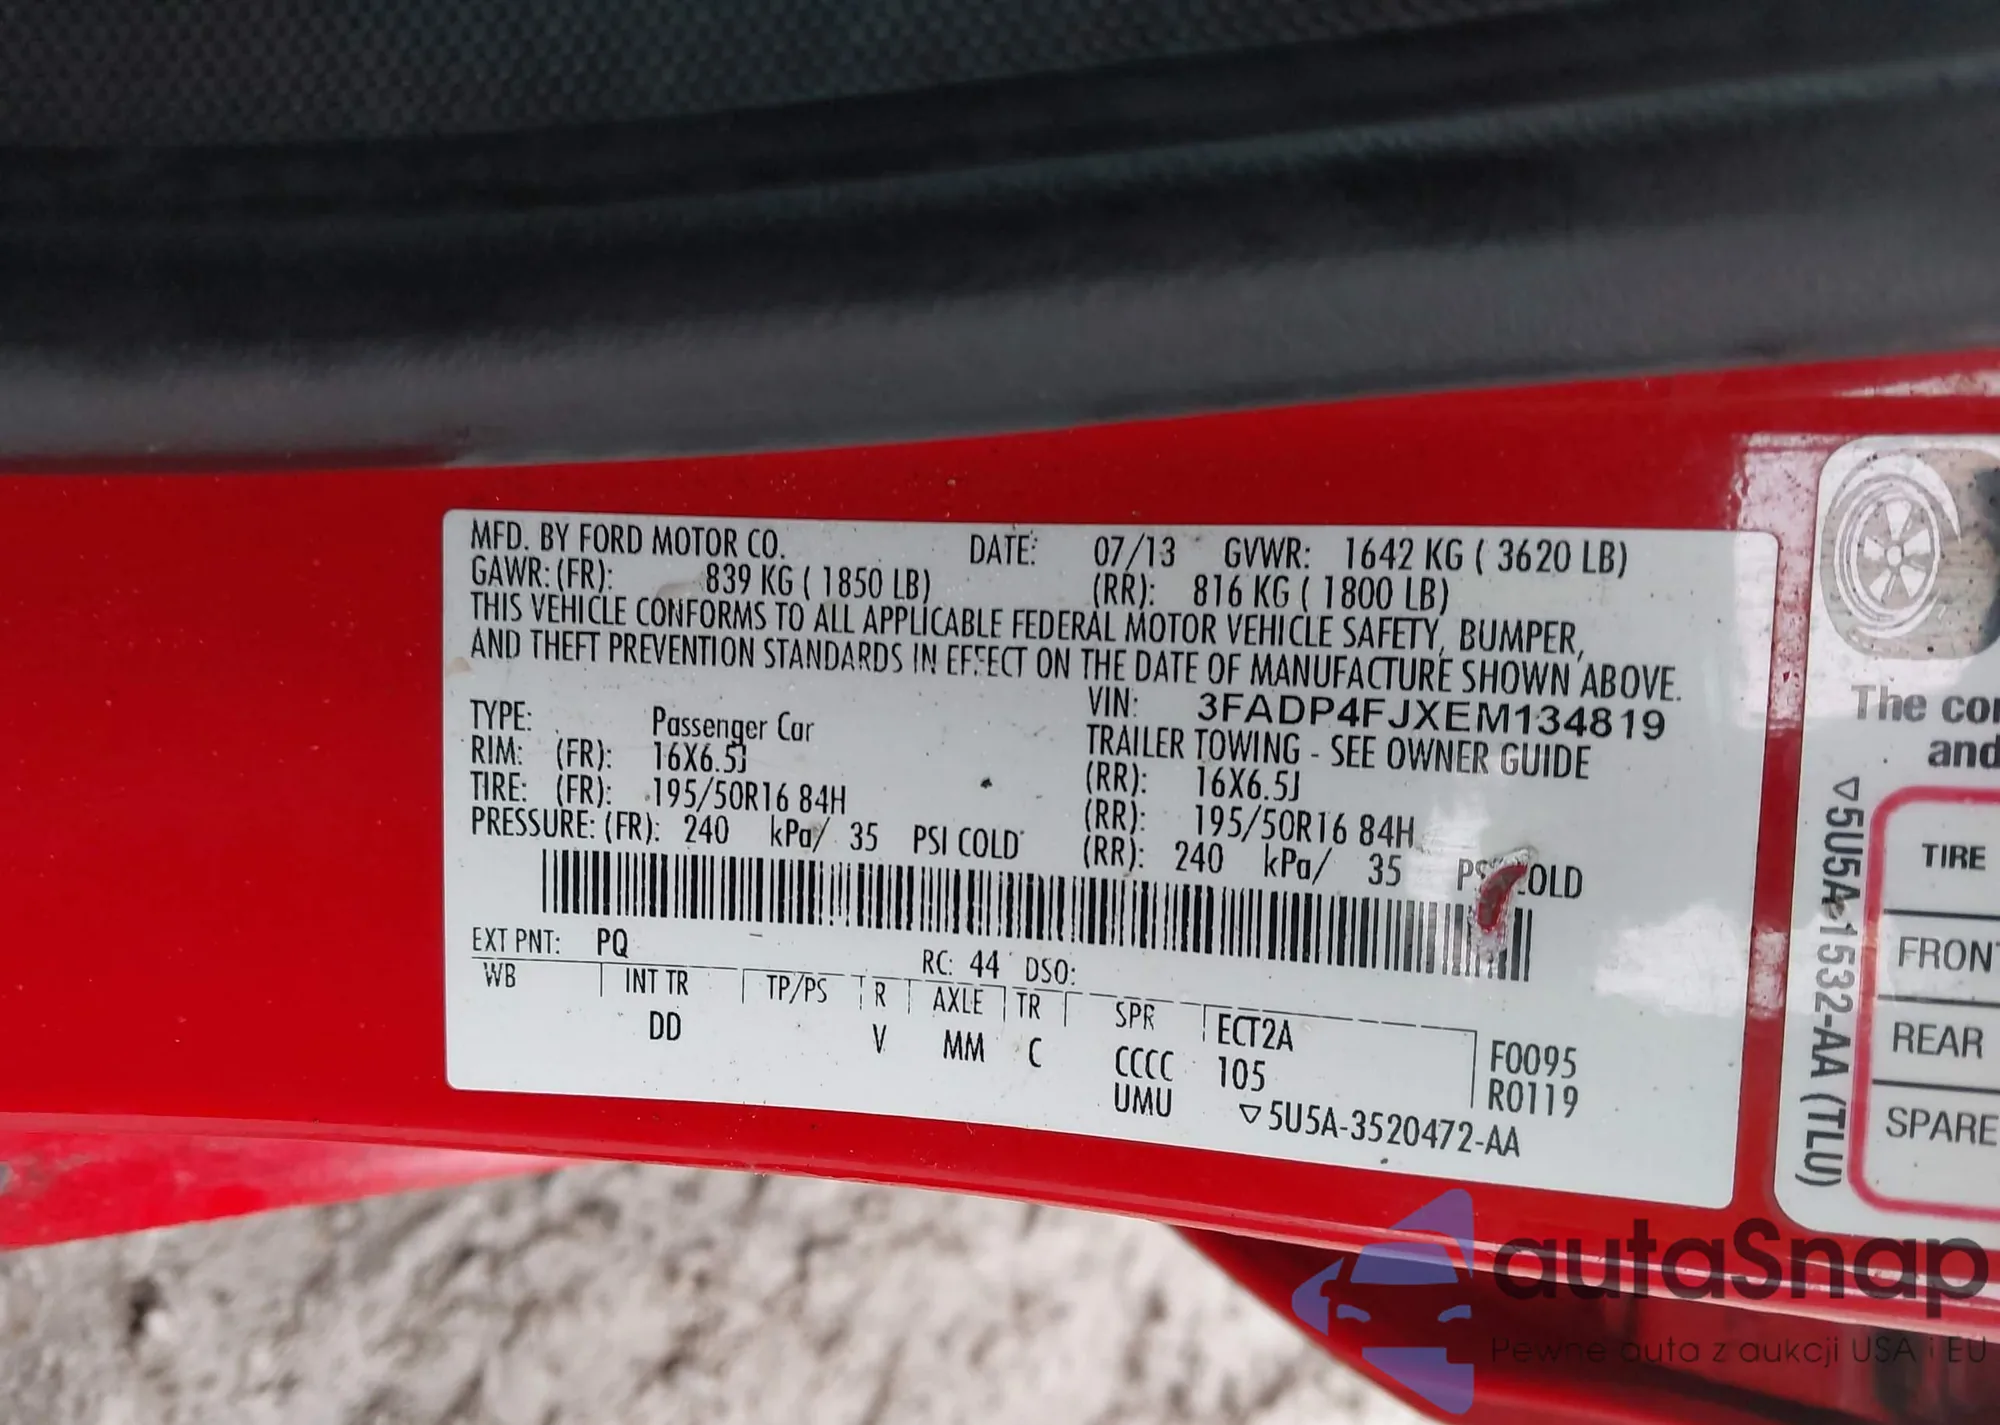 MFD. BY FORD MOTOR CO. DATE: 07/13 GVWR: 1642 KG ( 3620 LB)
GAWR: (FR): 839 KG ( 1850 LB) (RR): 816 KG ( 1800 LB)
THIS VEHICLE CONFORMS TO ALL APPLICABLE FEDERAL MOTOR VEHICLE SAFETY, BUMPER,
AND THEFT PREVENTION STANDARDS IN EFFECT ON THE DATE OF MANUFACTURE SHOWN ABOVE.
VIN: 3FADP4FJXEM134819
TYPE: Passenger Car TRAILER TOWING - SEE OWNER GUIDE
RIM: (FR): 16X6.5J (RR): 16X6.5J
TIRE: (FR): 195/50R16 84H (RR): 195/50R16 84H
PRESSURE: (FR): 240 kPa/ 35 PSI COLD (RR): 240 kPa/ 35
EXT PNT: PQ RC: 44 DSO:
WB INT TR TP/PS R AXLE TR SPR ECT2A
DD V MM C CCCC 105 F0095
UMU R0119
▽5U5A-3520472-AA
▽5U5A-1532-AA (TLU)
The
and
TIRE
FRONT
REAR
SPARE
autaSnap
Pewne auta z aukcji USA i EU